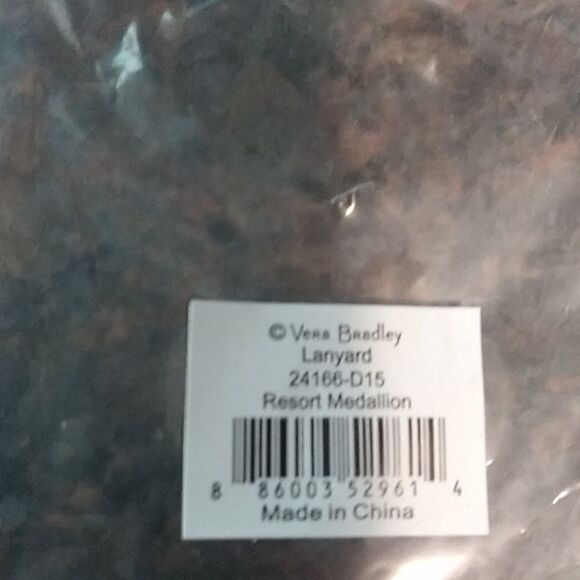 © Vera Bradley
Lanyard
24166-D15
Resort Medallion
8 86003 52961 4
Made in China